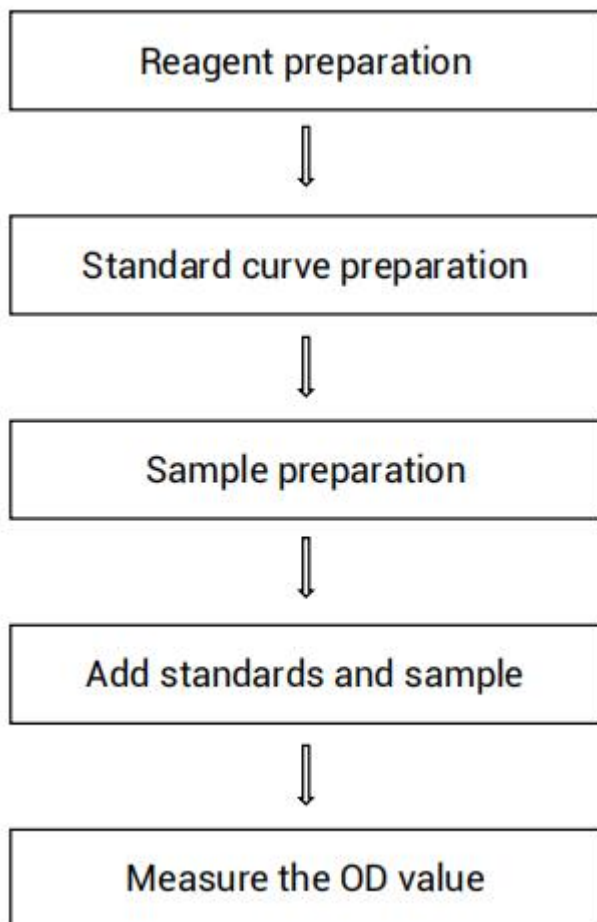 Reagent preparation
Standard curve preparation
Sample preparation
Add standards and sample
Measure the OD value